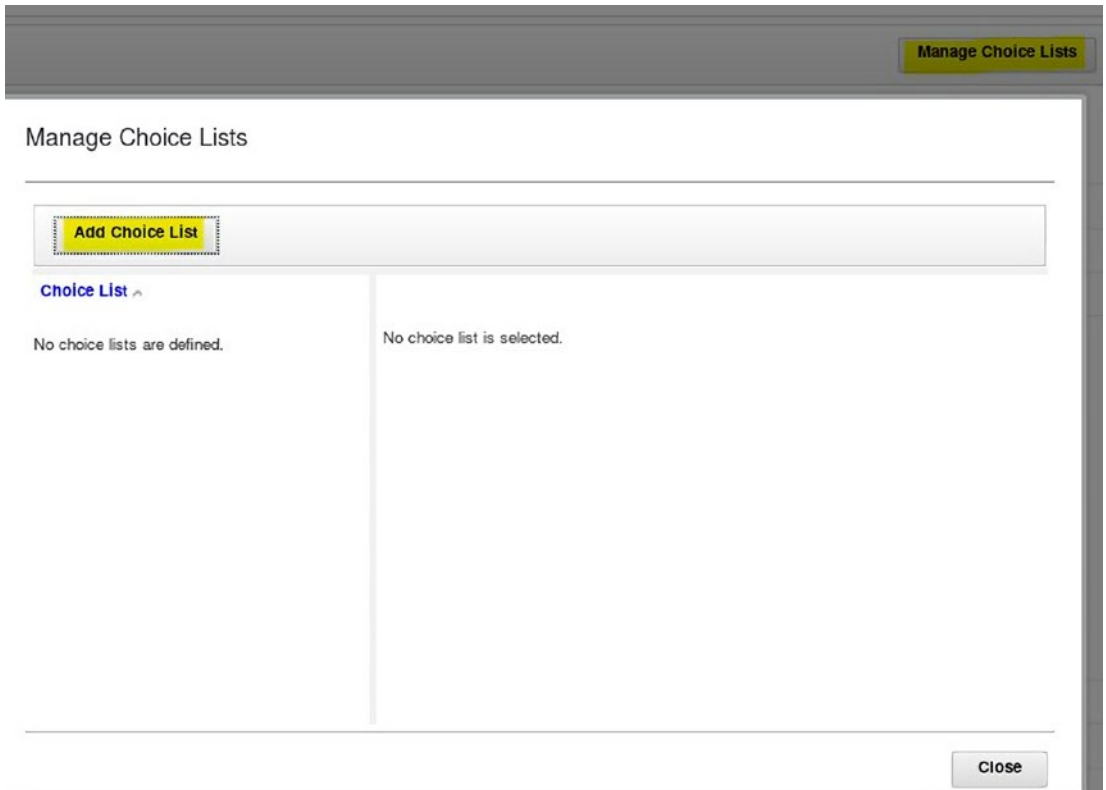 Manage Choice Lists
Manage Choice Lists
Add Choice List
Choice List
No choice lists are defined.
No choice list is selected.
Close